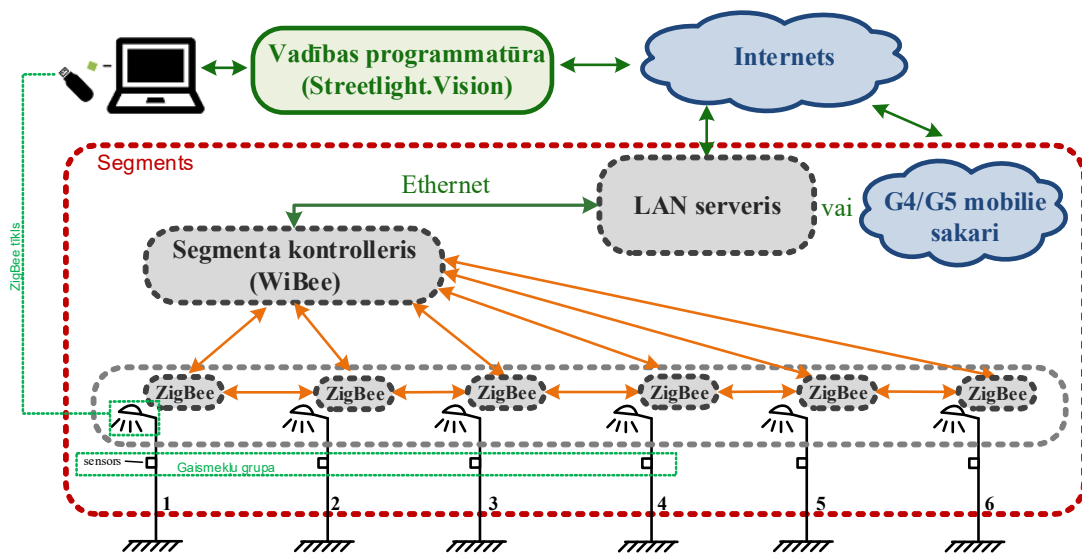 Vadības programmatūra
(Streetlight.Vision)
Internets
Segments
Ethernet
LAN serveris
vai
G4/G5 mobilie
sakari
Segmenta kontrolleris
(WiBee)
ZigBee tīkls
ZigBee
ZigBee
ZigBee
ZigBee
ZigBee
ZigBee
sensors
Gaismekļu grupa
1
2
3
4
5
6